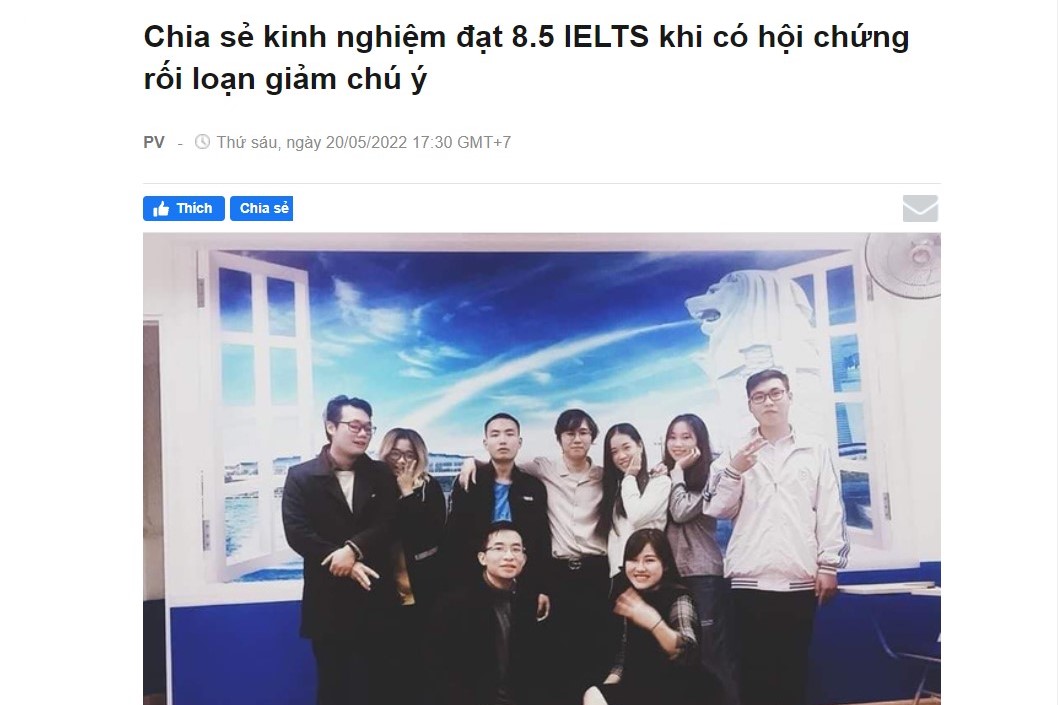 Chia sẻ kinh nghiệm đạt 8.5 IELTS khi có hội chứng
rối loạn giảm chú ý
PV - Thứ sáu, ngày 20/05/2022 17:30 GMT+7
Thích Chia sẻ